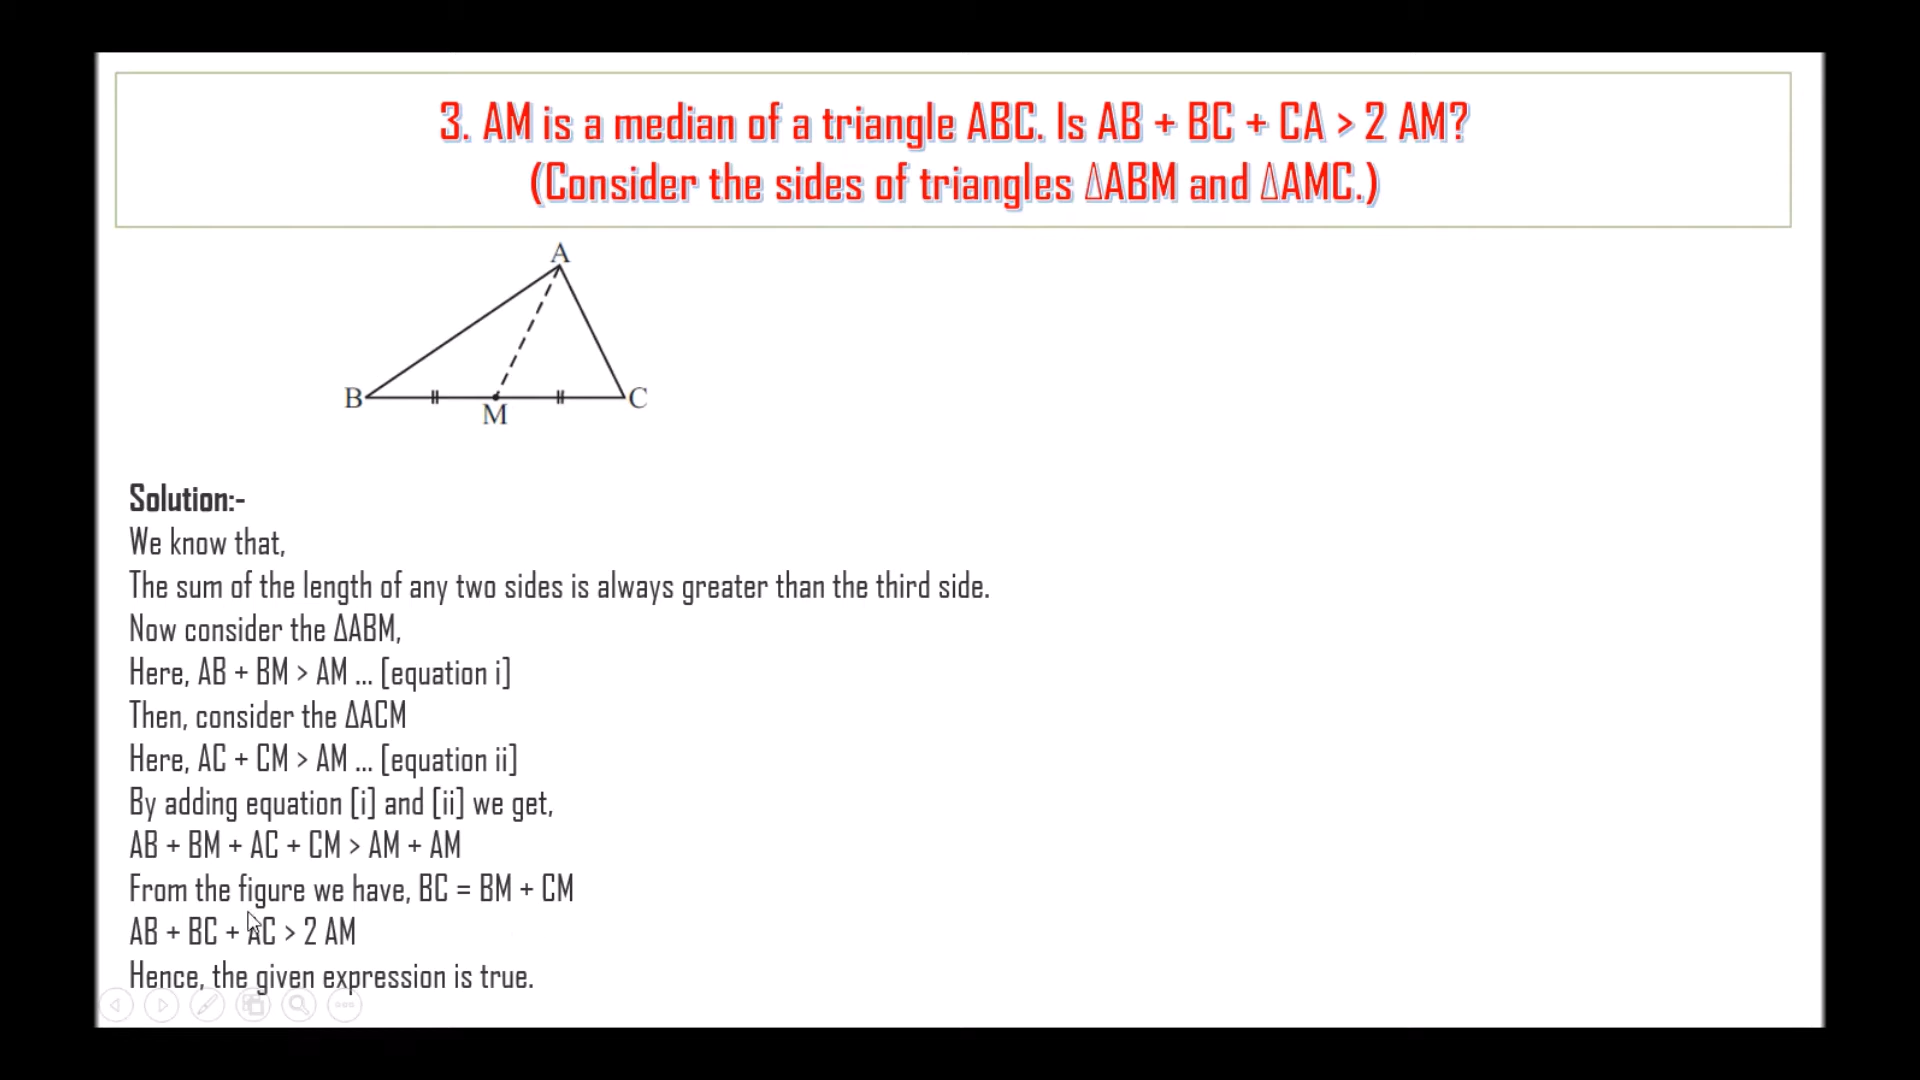 3. AM is a median of a triangle ABC. Is AB + BC + CA > 2 AM?
(Consider the sides of triangles ΔABM and ΔAMC.)
A
B
C
M
Solution:-
We know that,
The sum of the length of any two sides is always greater than the third side.
Now consider the ΔABM,
Here, AB + BM > AM ... [equation i]
Then, consider the ΔACM
Here, AC + CM > AM ... [equation ii]
By adding equation [i] and [ii] we get,
AB + BM + AC + CM > AM + AM
From the figure we have, BC = BM + CM
AB + BC + AC > 2 AM
Hence, the given expression is true.